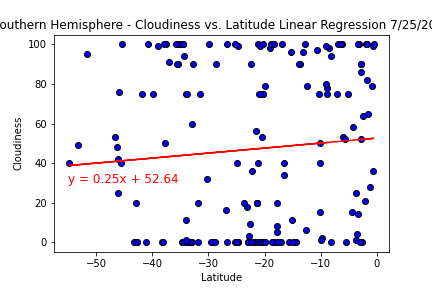 outhern Hemisphere - Cloudiness vs. Latitude Linear Regression 7/25/20
100
80
60
40
20
0
Cloudiness
y = 0.25x + 52.64
−50 −40 −30 −20 −10 0
Latitude